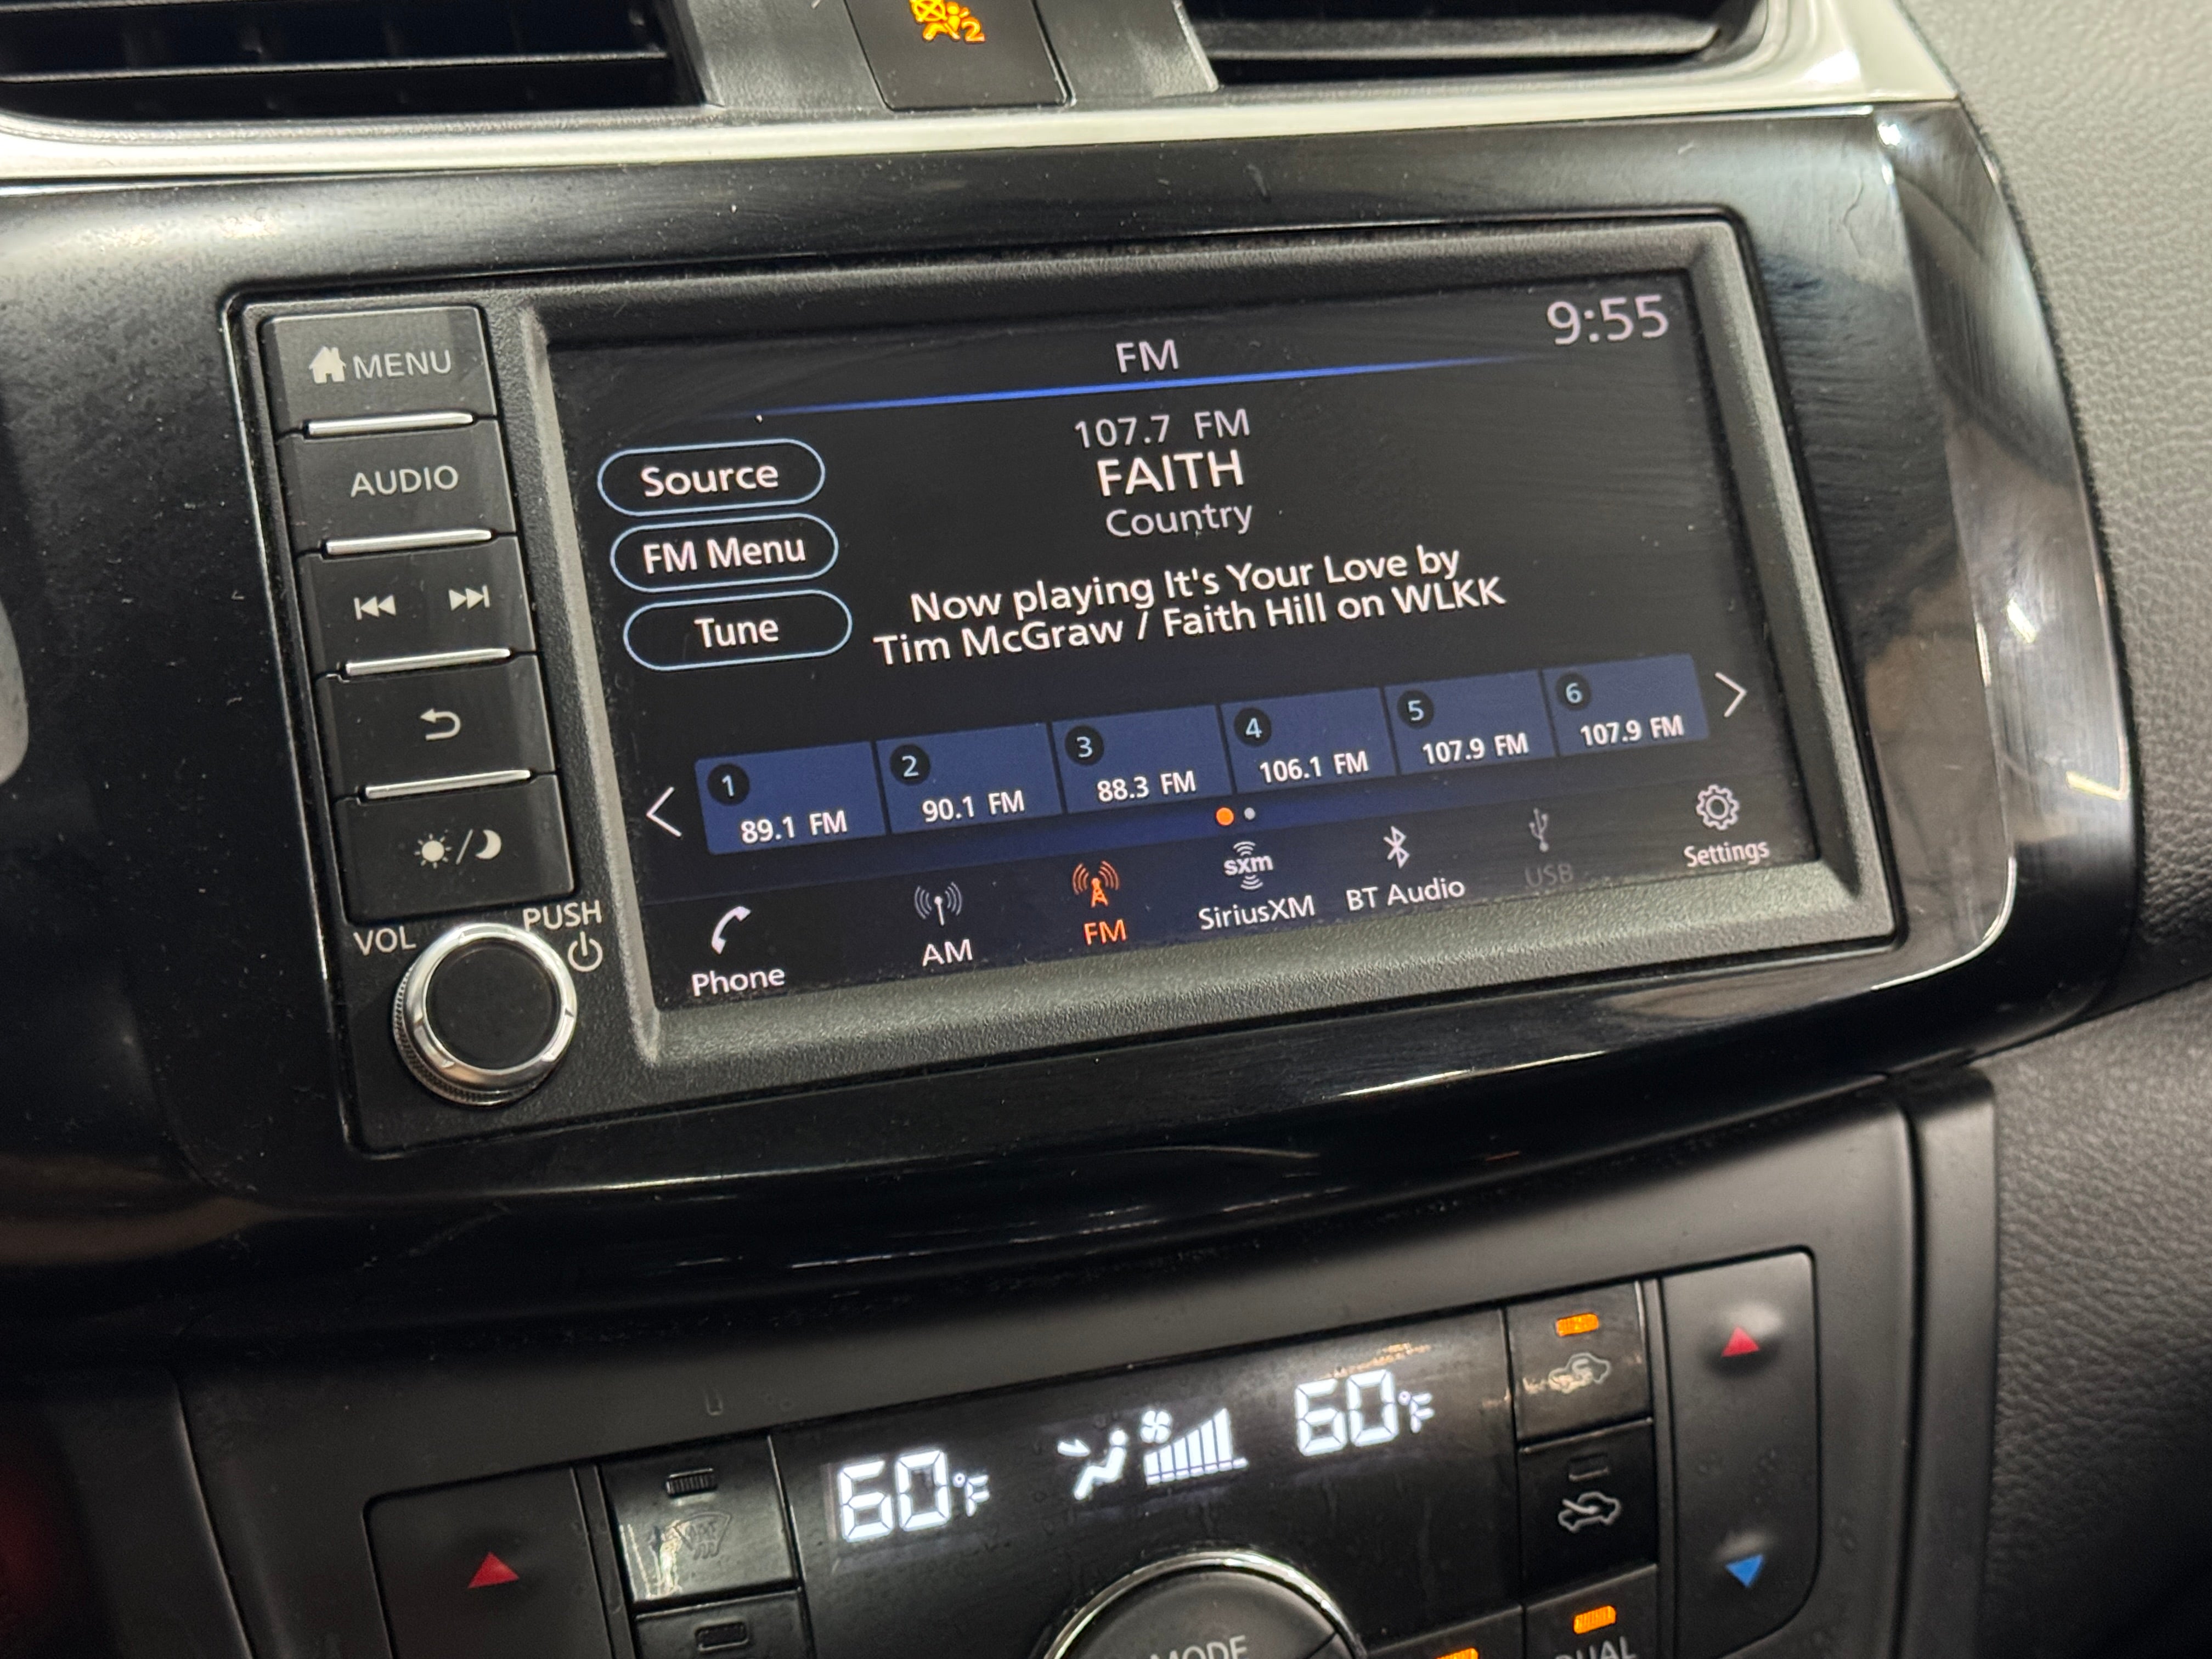 2
MENU
AUDIO
VOL
PUSH
FM
9:55
107.7 FM
FAITH
Country
Source
FM Menu
Tune
Now playing It's Your Love by
Tim McGraw / Faith Hill on WLKK
1
89.1 FM
2
90.1 FM
3
88.3 FM
4
106.1 FM
5
107.9 FM
6
107.9 FM
Phone
AM
FM
sxm
SiriusXM
BT Audio
USB
Settings
60°F
60°F
MODE
DUAL